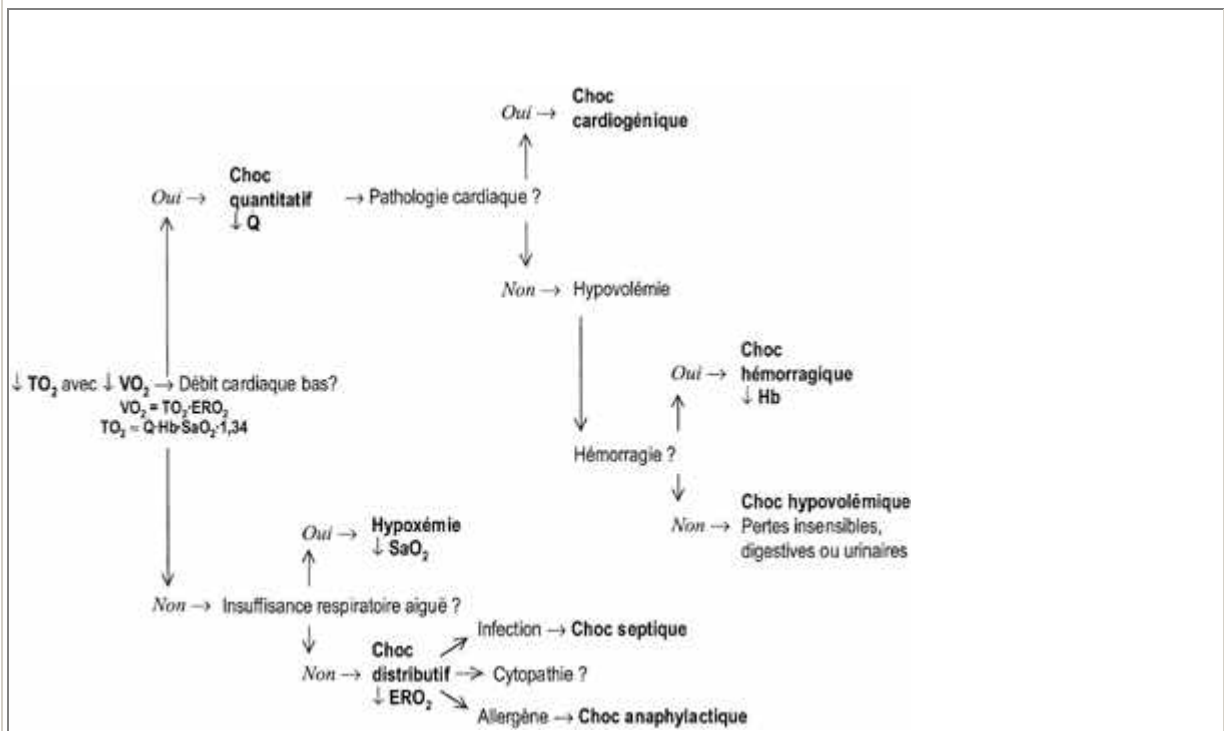 Oui → Choc
cardiogénique
Oui → Choc
quantitatif
↓ Q
→ Pathologie cardiaque ?
Non → Hypovolémie
↓ TO₂ avec ↓ VO₂ → Débit cardiaque bas?
VO₂ = TO₂·ERO₂
TO₂ = Q·Hb·SaO₂·1,34
Oui → Choc
hémorragique
↓ Hb
Hémorragie ?
Non → Choc hypovolémique
Pertes insensibles,
digestives ou urinaires
Oui → Hypoxémie
↓ SaO₂
Non → Insuffisance respiratoire aiguë ?
Non → Choc
distributif
↓ ERO₂
Infection → Choc septique
Cytopathie ?
Allergène → Choc anaphylactique